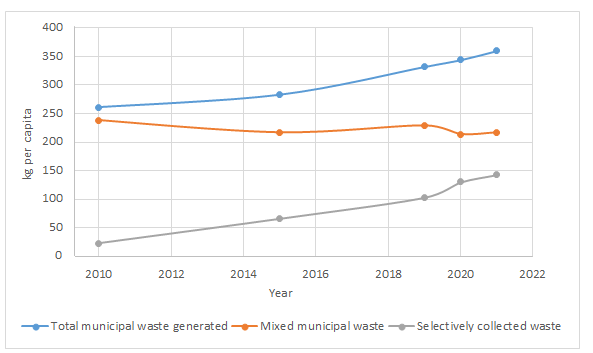 400
350
300
250
200
150
100
50
0
kg per capita
2010 2012 2014 2016 2018 2020 2022
Year
Total municipal waste generated Mixed municipal waste Selectively collected waste